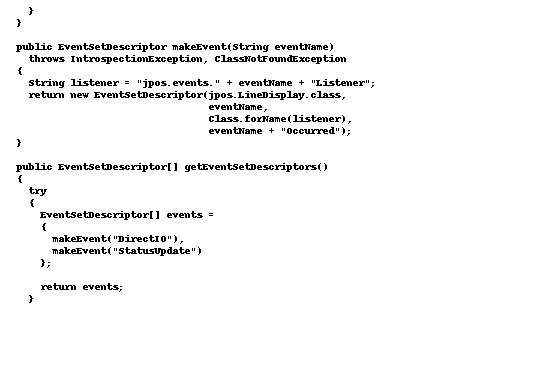 }
}

public EventSetDescriptor makeEvent(String eventName)
  throws IntrospectionException, ClassNotFoundException
{
  String listener = "jpos.events." + eventName + "Listener";
  return new EventSetDescriptor(jpos.LineDisplay.class,
                                eventName,
                                Class.forName(listener),
                                eventName + "Occurred");
}

public EventSetDescriptor[] getEventSetDescriptors()
{
  try
  {
    EventSetDescriptor[] events =
    {
      makeEvent("DirectIO"),
      makeEvent("StatusUpdate")
    };

    return events;
  }